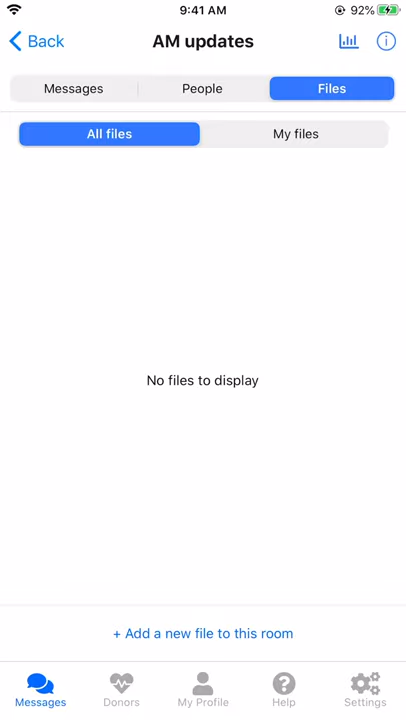 9:41 AM
92%
Back
AM updates
Messages
People
Files
All files
My files
No files to display
+ Add a new file to this room
Messages
Donors
My Profile
Help
Settings